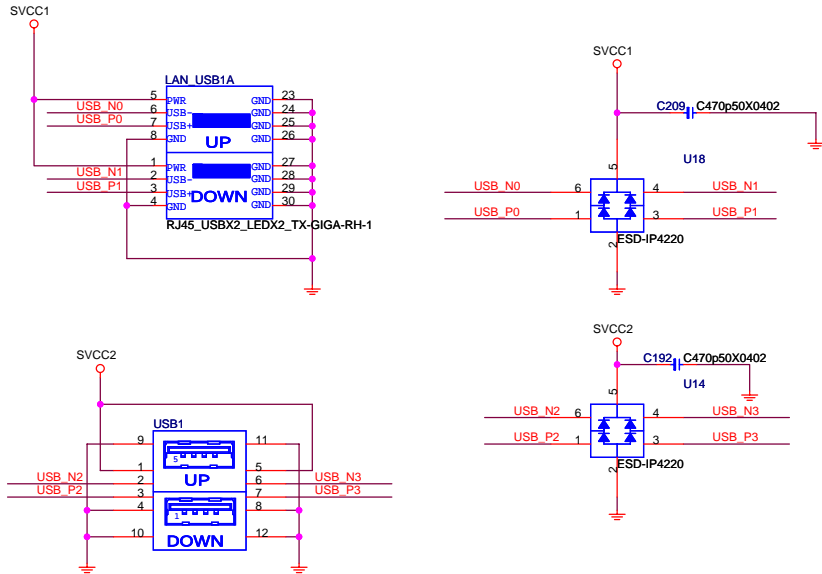 SVCC1
LAN_USB1A
5 PWR GND 23
USB_N0 6 USB- GND 24
USB_P0 7 USB+ GND 25
8 GND GND 26
UP
1 PWR GND 27
USB_N1 2 USB- GND 28
USB_P1 3 USB+ GND 29
4 GND GND 30
DOWN
RJ45_USBX2_LEDX2_TX-GIGA-RH-1
SVCC1
C209 C470p50X0402
U18
5
USB_N0 6 4 USB_N1
USB_P0 1 3 USB_P1
2 ESD-IP4220
SVCC2
USB1
9 11
5
1 5
UP
USB_N2 2 6 USB_N3
USB_P2 3 7 USB_P3
4 8
1
10 12
DOWN
SVCC2
C192 C470p50X0402
U14
5
USB_N2 6 4 USB_N3
USB_P2 1 3 USB_P3
2 ESD-IP4220